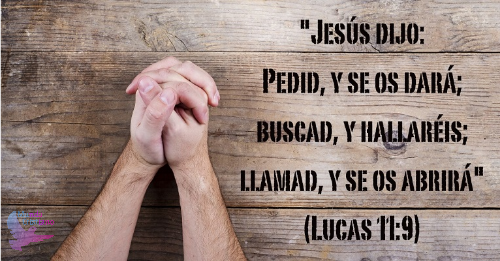 "Jesús dijo:
Pedid, y se os dará;
buscad, y hallaréis;
llamad, y se os abrirá"
(Lucas 11:9)